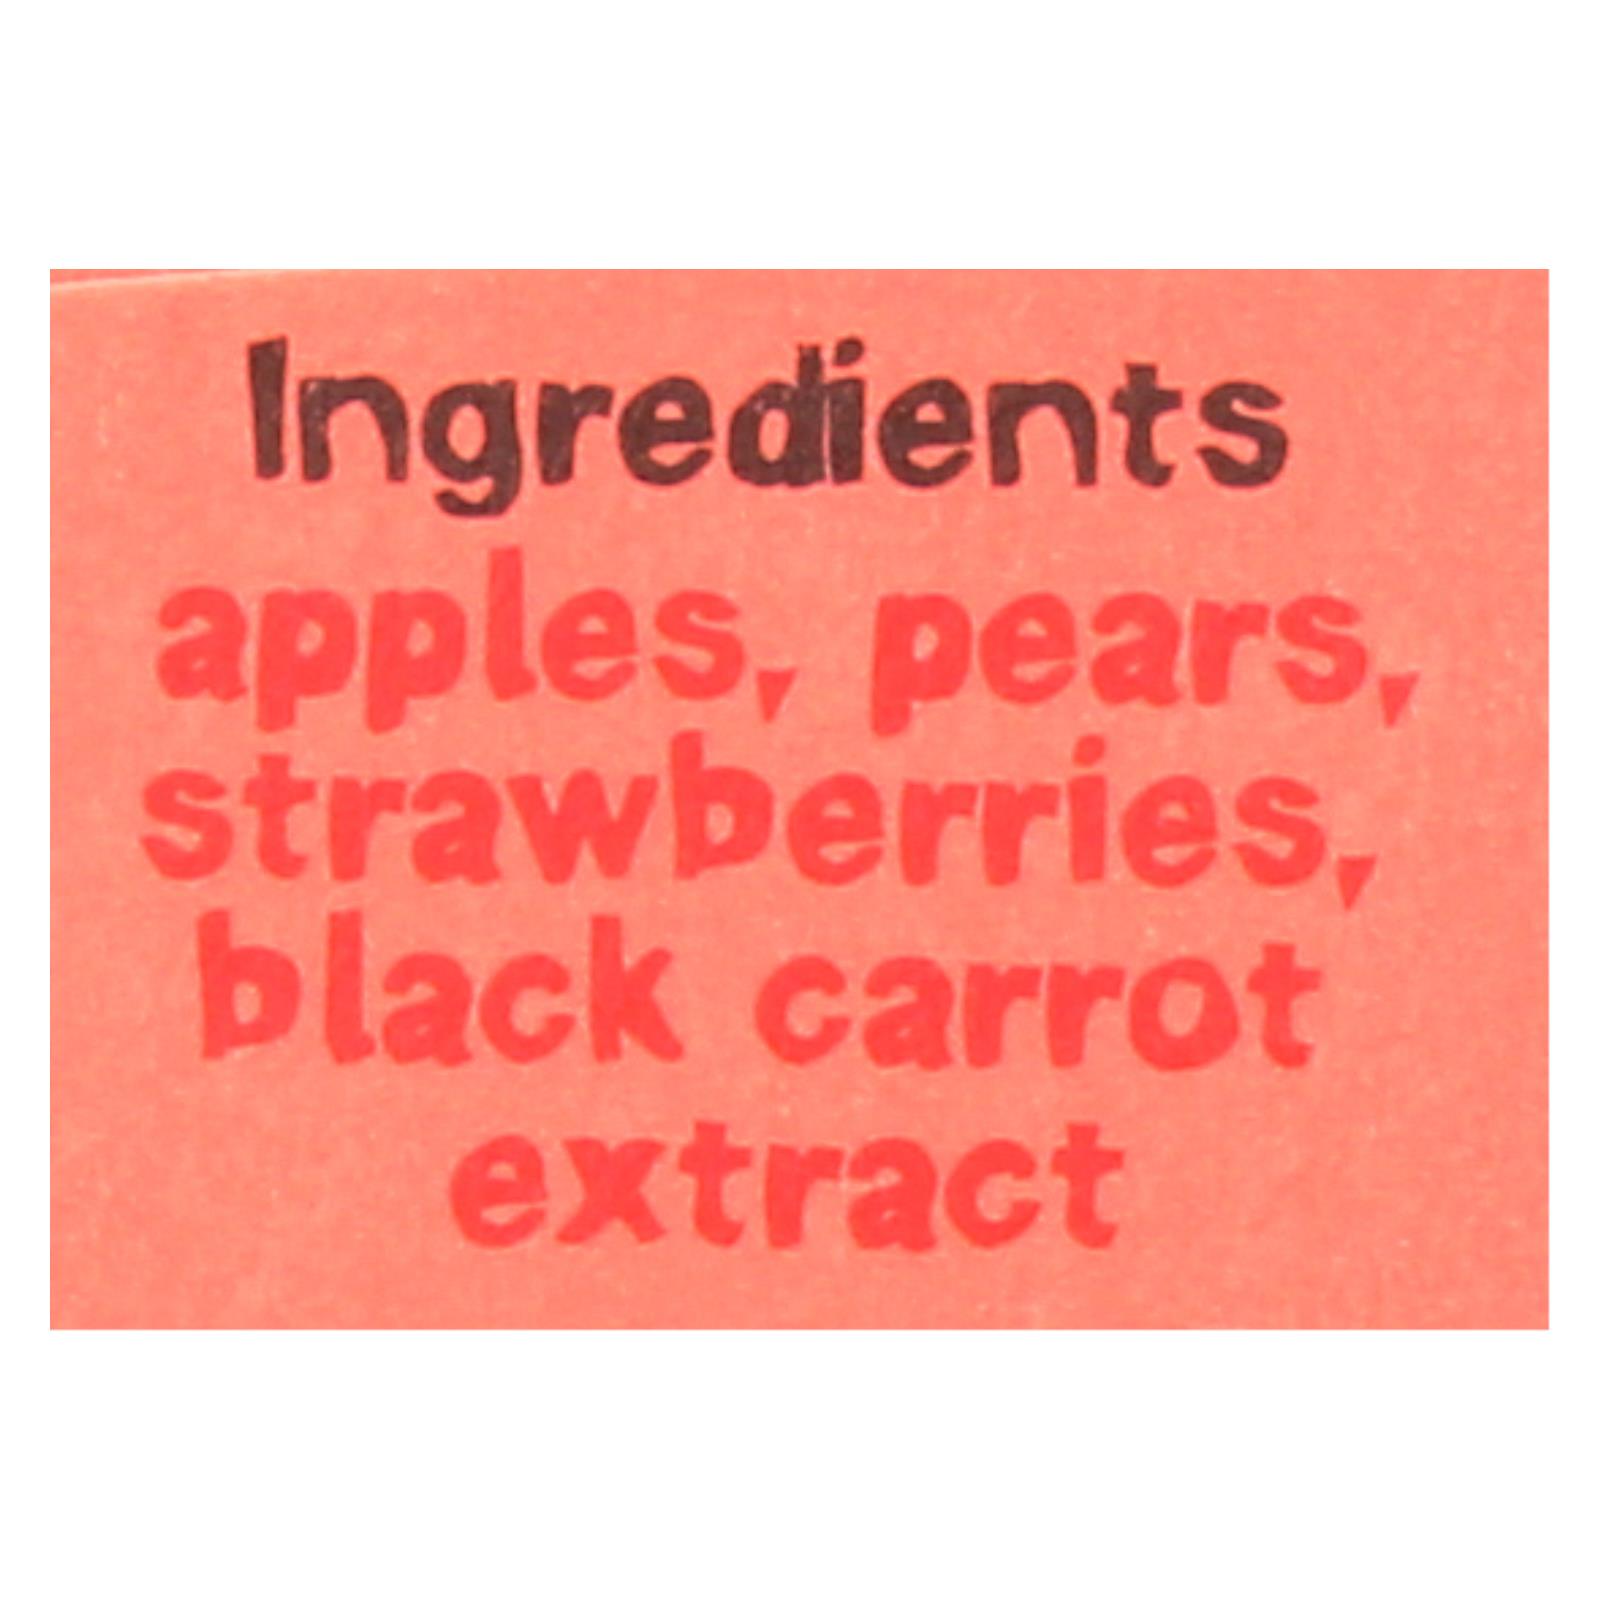 Ingredients
apples, pears,
strawberries,
black carrot
extract